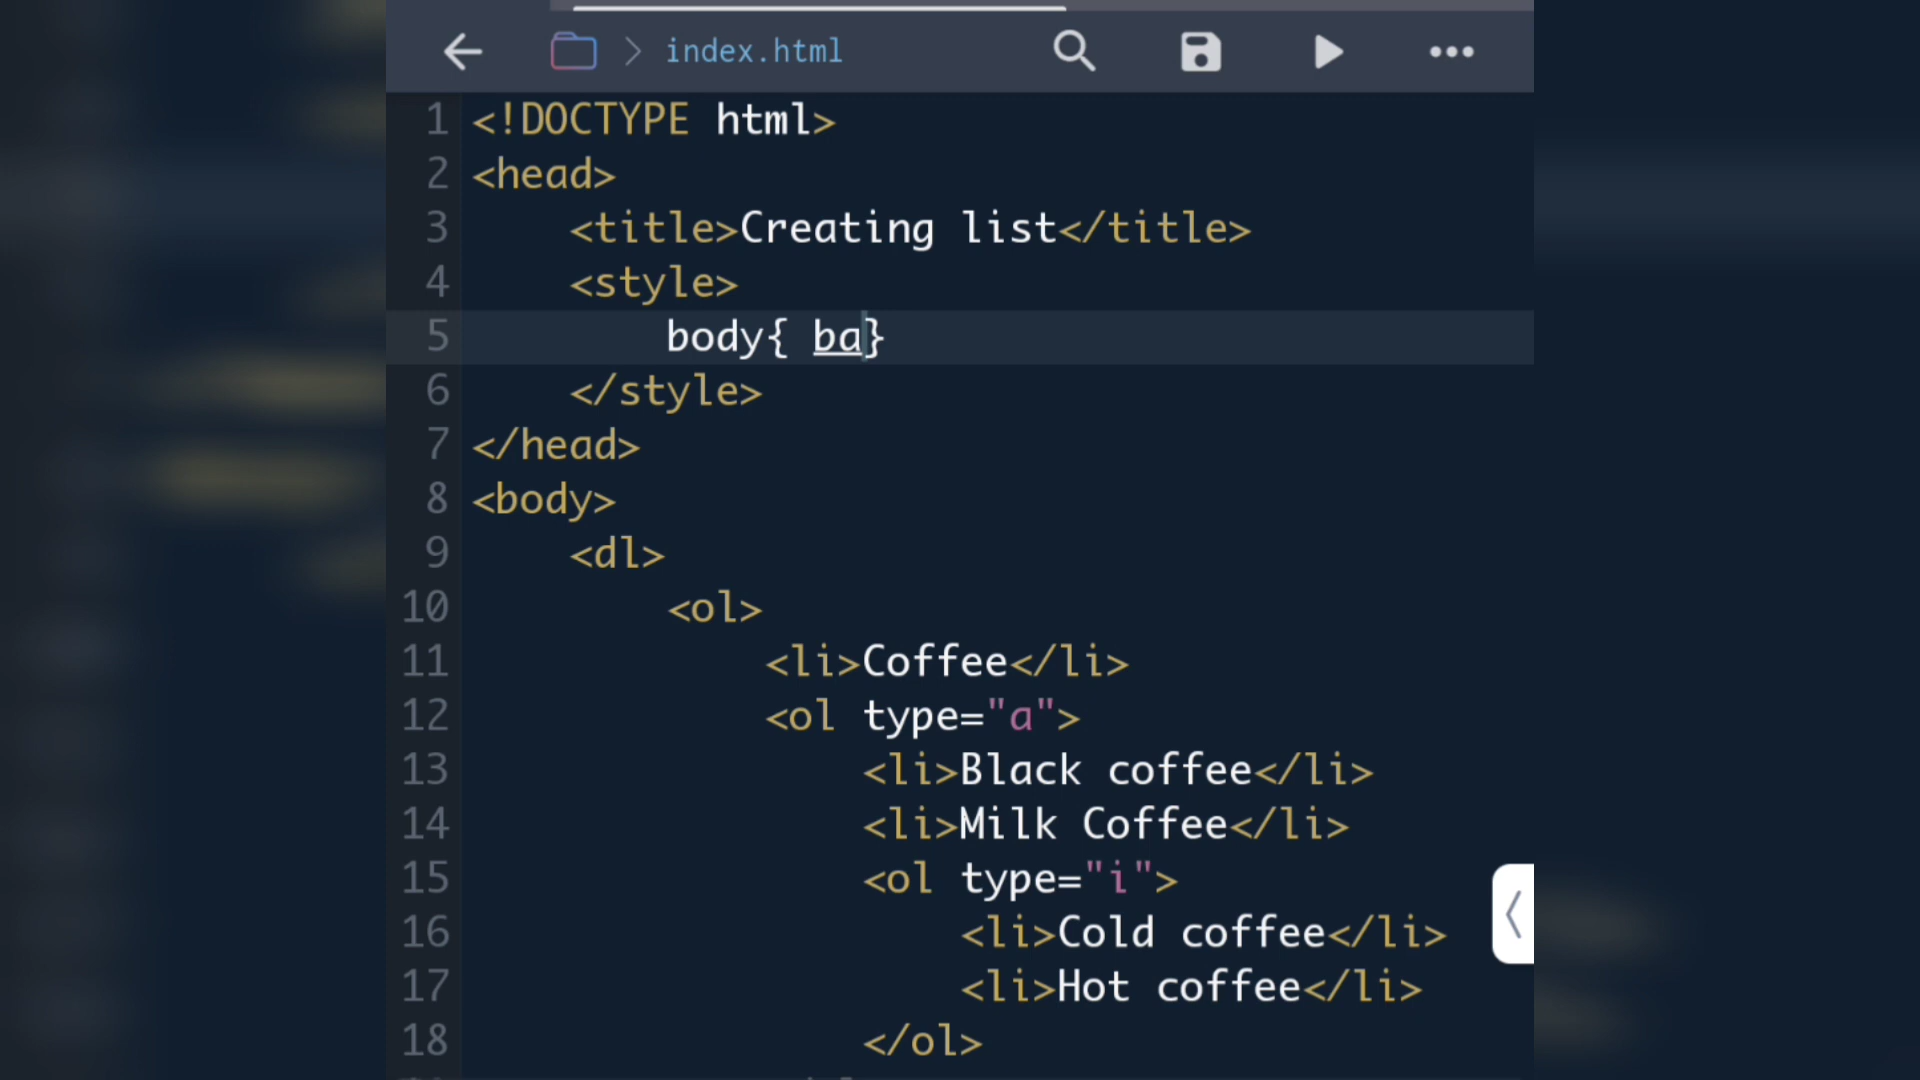 index.html
1 <!DOCTYPE html>
2 <head>
3 <title>Creating list</title>
4 <style>
5 body{ ba}
6 </style>
7 </head>
8 <body>
9 <dl>
10 <ol>
11 <li>Coffee</li>
12 <ol type="a">
13 <li>Black coffee</li>
14 <li>Milk Coffee</li>
15 <ol type="i">
16 <li>Cold coffee</li>
17 <li>Hot coffee</li>
18 </ol>